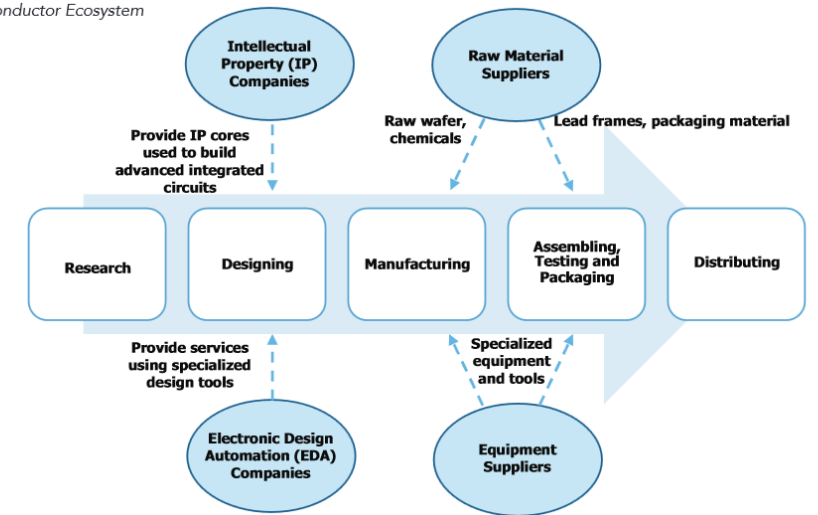 onductor Ecosystem
Intellectual
Property (IP)
Companies
Raw Material
Suppliers
Provide IP cores
used to build
advanced integrated
circuits
Raw wafer,
chemicals
Lead frames, packaging material
Research
Designing
Manufacturing
Assembling,
Testing and
Packaging
Distributing
Provide services
using specialized
design tools
Specialized
equipment
and tools
Electronic Design
Automation (EDA)
Companies
Equipment
Suppliers